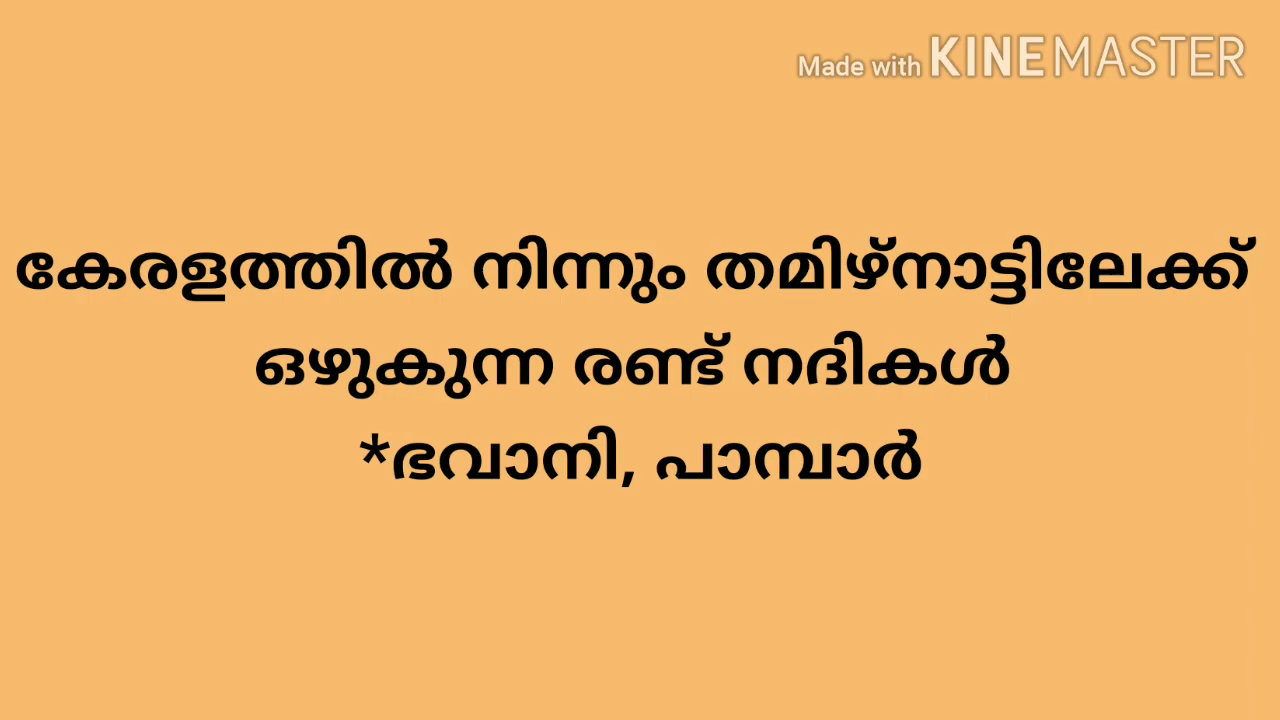 Made with KINEMASTER
കേരളത്തിൽ നിന്നും തമിഴ്നാട്ടിലേക്ക്
ഒഴുകുന്ന രണ്ട് നദികൾ
*ഭവാനി, പാമ്പാർ